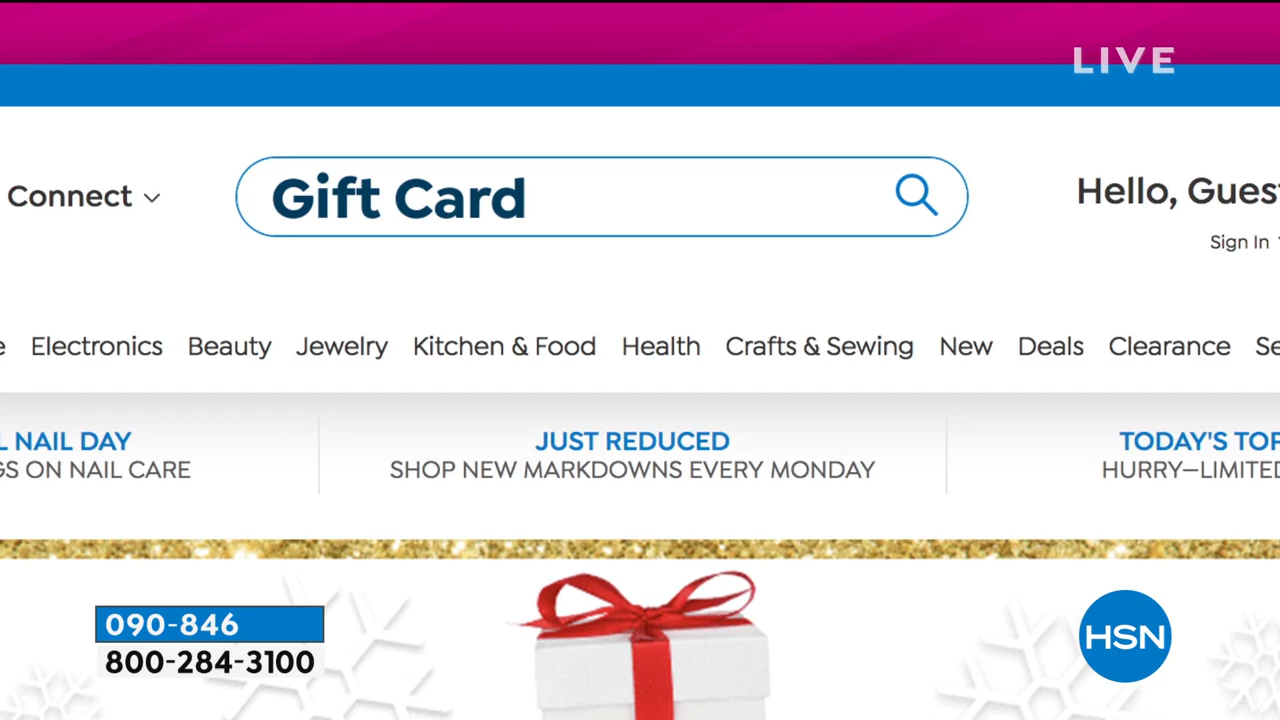 LIVE
Connect
Gift Card
Hello, Gues
Sign In
Electronics Beauty Jewelry Kitchen & Food Health Crafts & Sewing New Deals Clearance Se
L NAIL DAY
GS ON NAIL CARE
JUST REDUCED
SHOP NEW MARKDOWNS EVERY MONDAY
TODAY'S TOP
HURRY—LIMITED
090-846
800-284-3100
HSN